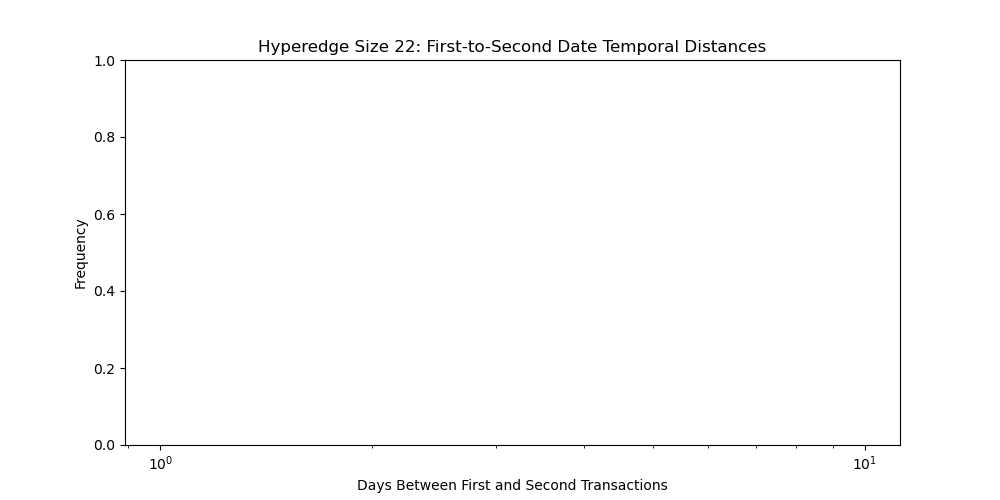 Hyperedge Size 22: First-to-Second Date Temporal Distances
1.0
0.8
0.6
0.4
0.2
0.0
Frequency
10⁰
10¹
Days Between First and Second Transactions